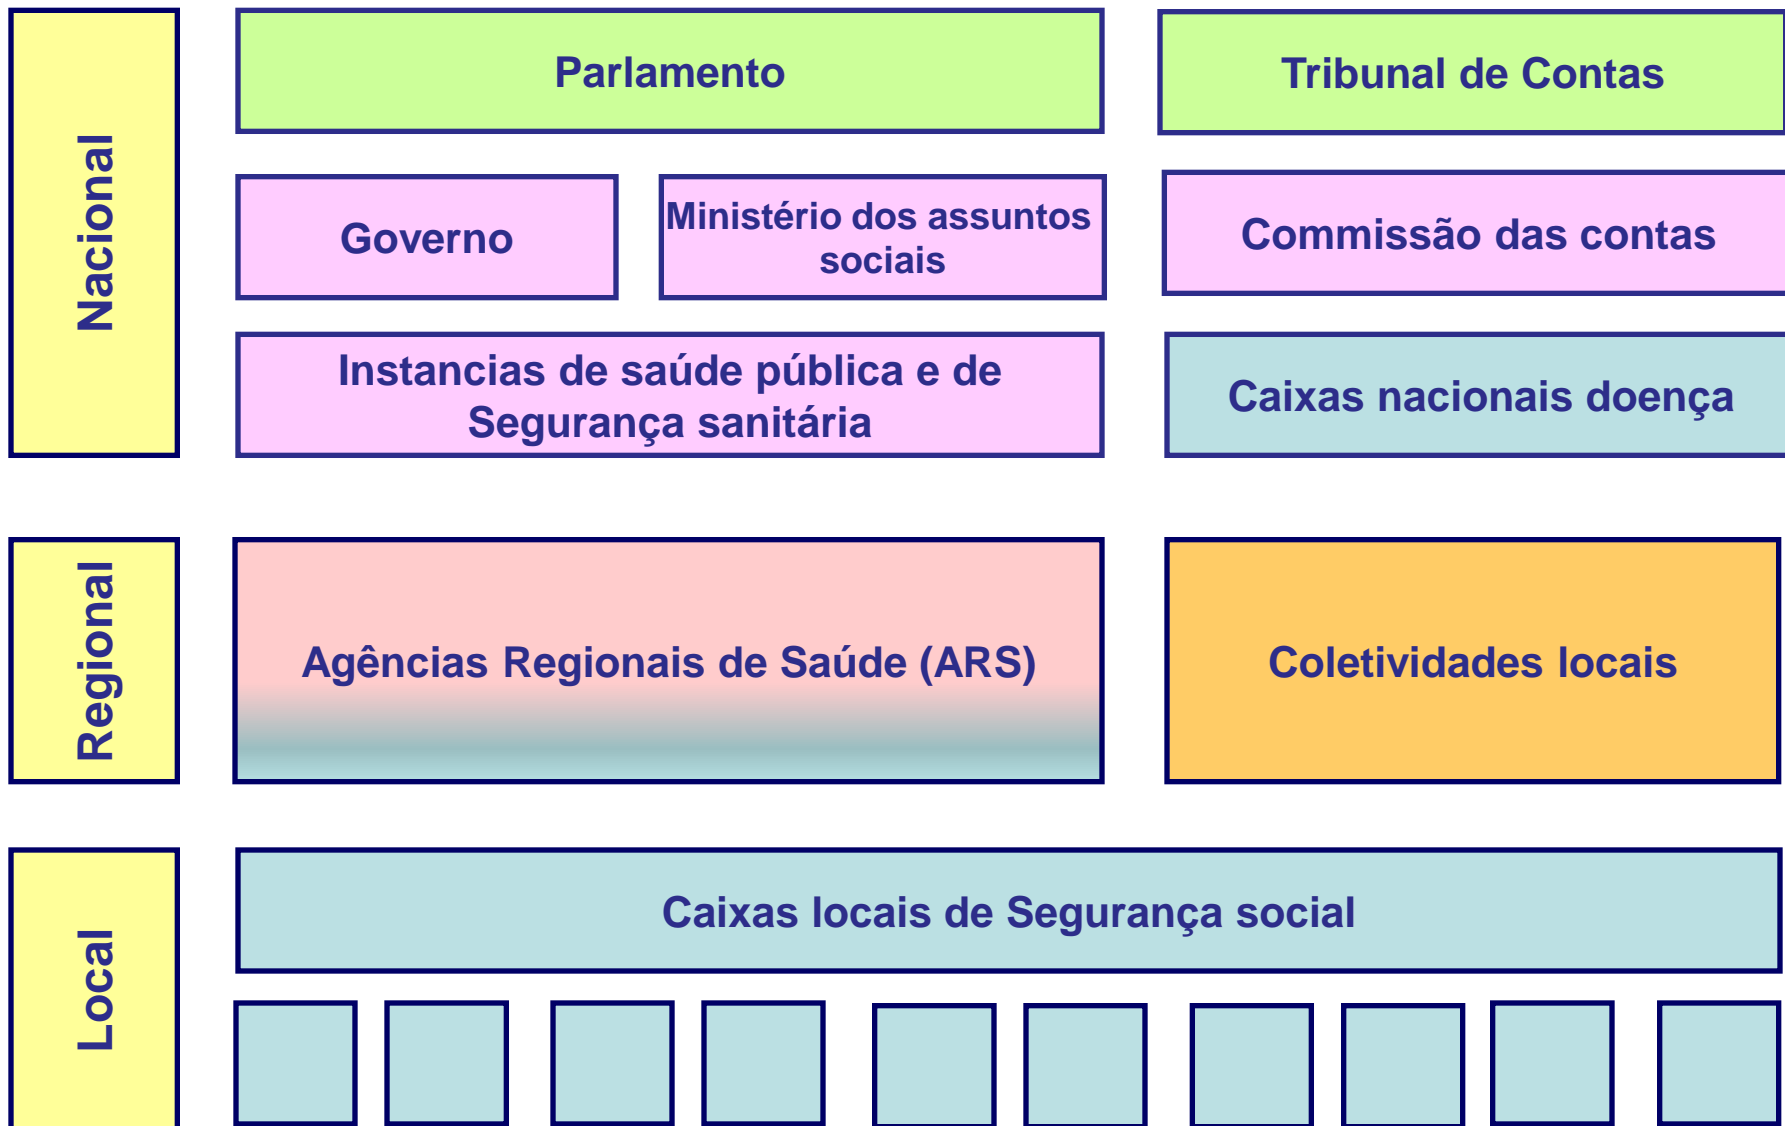 Nacional
Parlamento
Tribunal de Contas
Governo
Ministério dos assuntos
sociais
Commissão das contas
Instancias de saúde pública e de
Segurança sanitária
Caixas nacionais doença
Regional
Agências Regionais de Saúde (ARS)
Coletividades locais
Local
Caixas locais de Segurança social